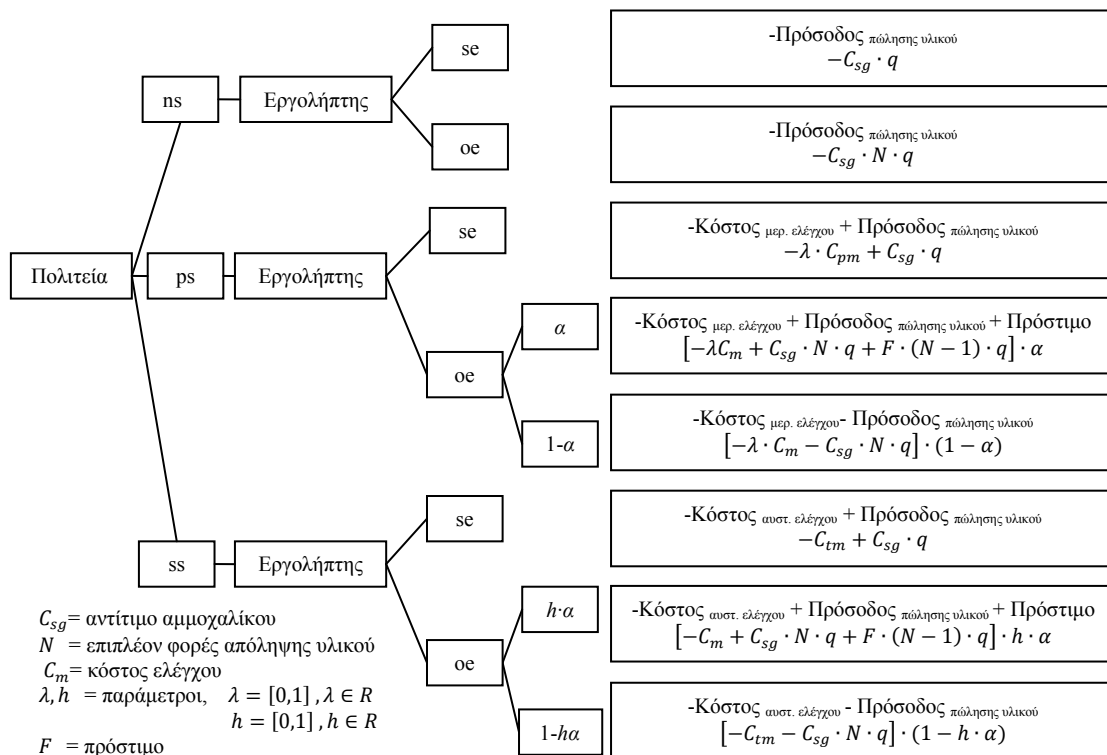 se
-Πρόσοδος πώλησης υλικού
−C_sg · q
ns
Εργολήπτης
oe
-Πρόσοδος πώλησης υλικού
−C_sg · N · q
se
-Κόστος μερ. ελέγχου + Πρόσοδος πώλησης υλικού
−λ · C_pm + C_sg · q
Πολιτεία
ps
Εργολήπτης
α
-Κόστος μερ. ελέγχου + Πρόσοδος πώλησης υλικού + Πρόστιμο
[−λC_m + C_sg · N · q + F · (N − 1) · q] · α
oe
1-α
-Κόστος μερ. ελέγχου- Πρόσοδος πώλησης υλικού
[−λ · C_m − C_sg · N · q] · (1 − α)
se
-Κόστος αυστ. ελέγχου + Πρόσοδος πώλησης υλικού
−C_tm + C_sg · q
ss
Εργολήπτης
h·α
-Κόστος αυστ. ελέγχου + Πρόσοδος πώλησης υλικού + Πρόστιμο
[−C_m + C_sg · N · q + F · (N − 1) · q] · h · α
oe
1-hα
-Κόστος αυστ. ελέγχου - Πρόσοδος πώλησης υλικού
[−C_tm − C_sg · N · q] · (1 − h · α)
C_sg= αντίτιμο αμμοχαλίκου
N = επιπλέον φορές απόληψης υλικού
C_m= κόστος ελέγχου
λ, h = παράμετροι, λ = [0,1] , λ ∈ R
h = [0,1] , h ∈ R
F = πρόστιμο